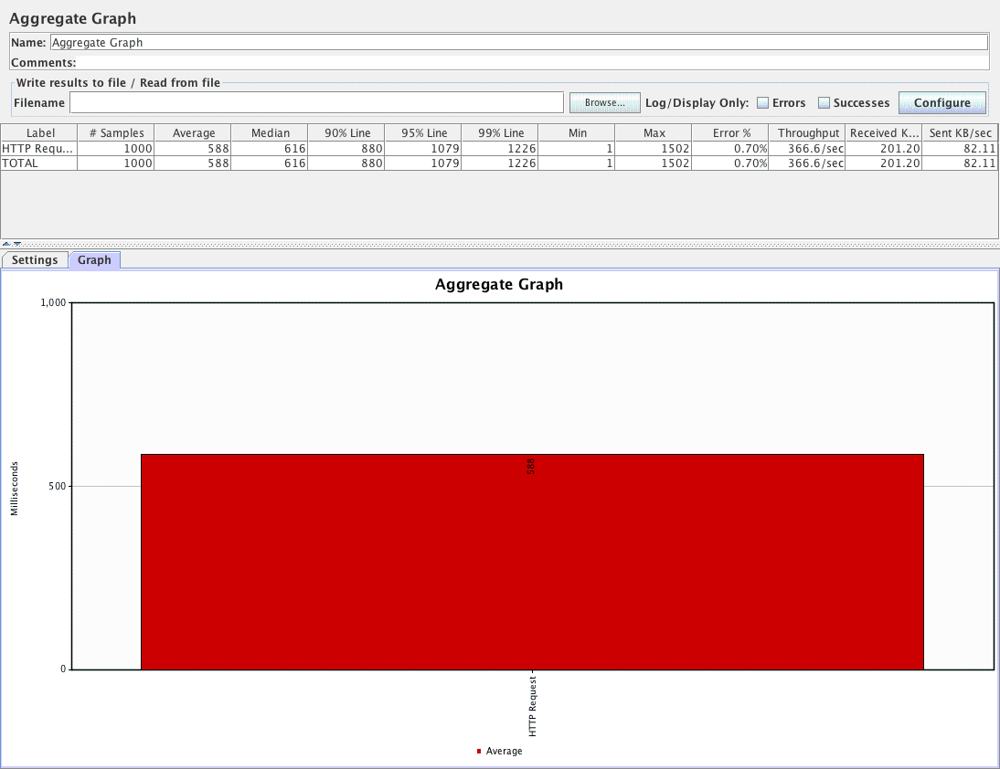 Aggregate Graph
Name: Aggregate Graph
Comments:
Write results to file / Read from file
Filename Browse... Log/Display Only: Errors Successes Configure
Label # Samples Average Median 90% Line 95% Line 99% Line Min Max Error % Throughput Received K... Sent KB/sec
HTTP Requ... 1000 588 616 880 1079 1226 1 1502 0.70% 366.6/sec 201.20 82.11
TOTAL 1000 588 616 880 1079 1226 1 1502 0.70% 366.6/sec 201.20 82.11
Settings Graph
Aggregate Graph
1,000
588
Milliseconds
500
0
HTTP Request
Average